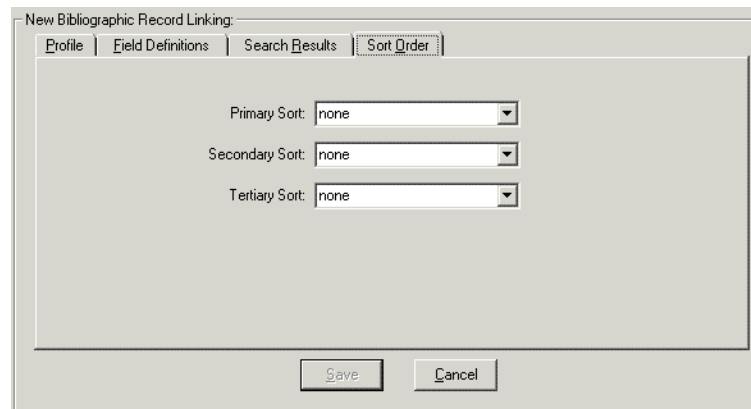 New Bibliographic Record Linking:
Profile Field Definitions Search Results Sort Order
Primary Sort: none
Secondary Sort: none
Tertiary Sort: none
Save Cancel